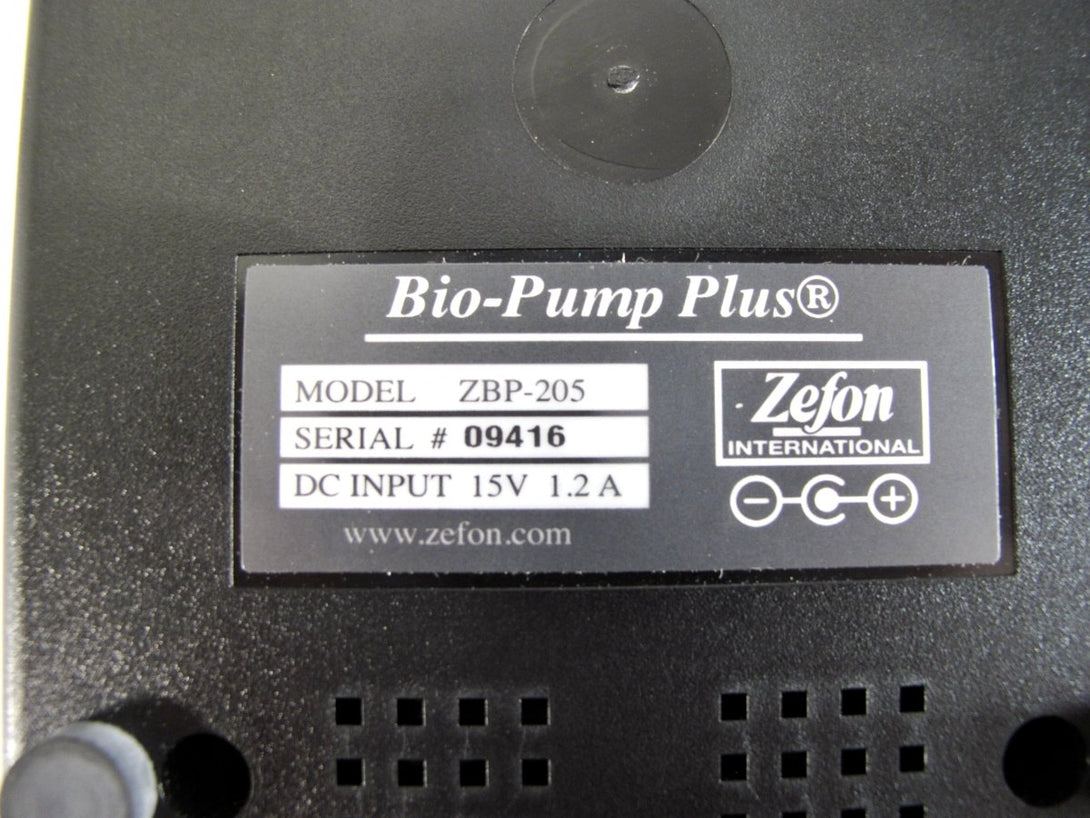 Bio-Pump Plus®
MODEL ZBP-205
SERIAL # 09416
DC INPUT 15V 1.2 A
www.zefon.com
Zefon
INTERNATIONAL